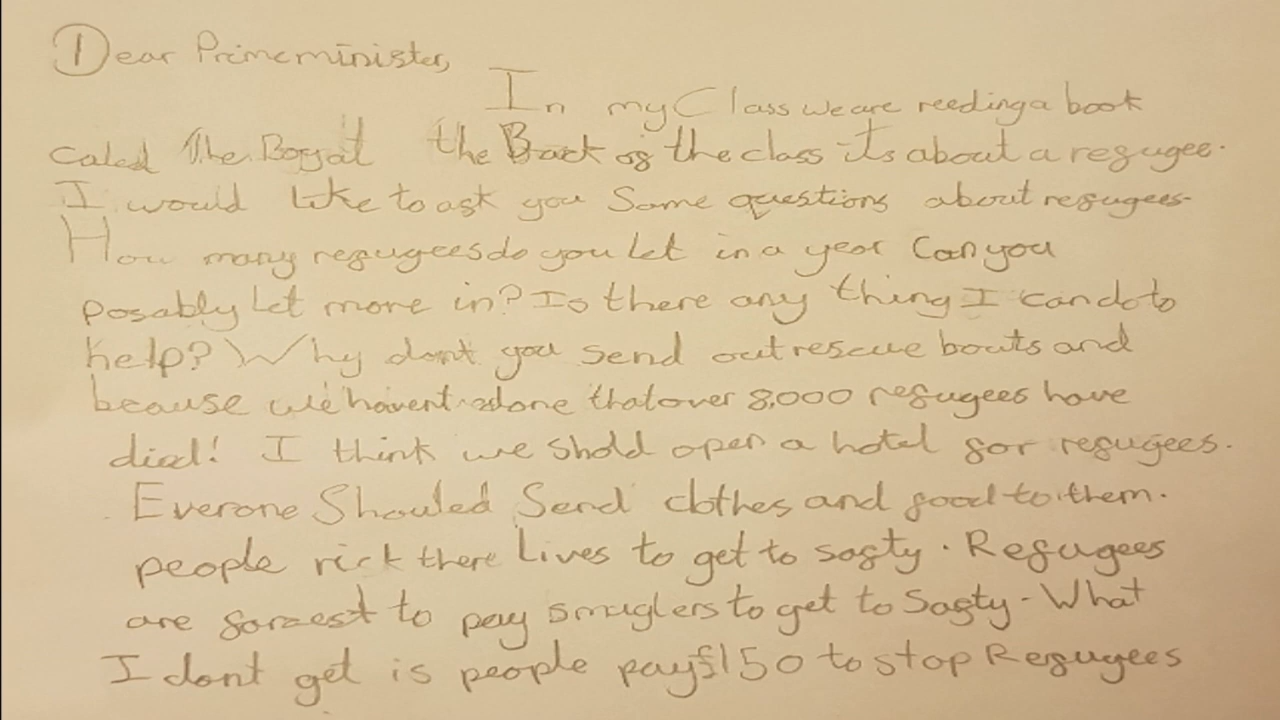 Dear Primeminister,
In my Class we are reeding a book
caled The Boy at the Back of the class its about a refugee.
I would like to ask you Some questions about refugees.
How many refugees do you let in a year Can you
posably let more in? Is there any thing I can do to
help? Why dont you send out rescue bouts and
beause we havent done that over 8,000 refugees have
died! I think we shold open a hotel for refugees.
Everone Shouled Send clothes and food to them.
people rick there lives to get to safty. Refugees
are forzest to pay smuglers to get to Safty. What
I dont get is people pay £150 to stop Refugees